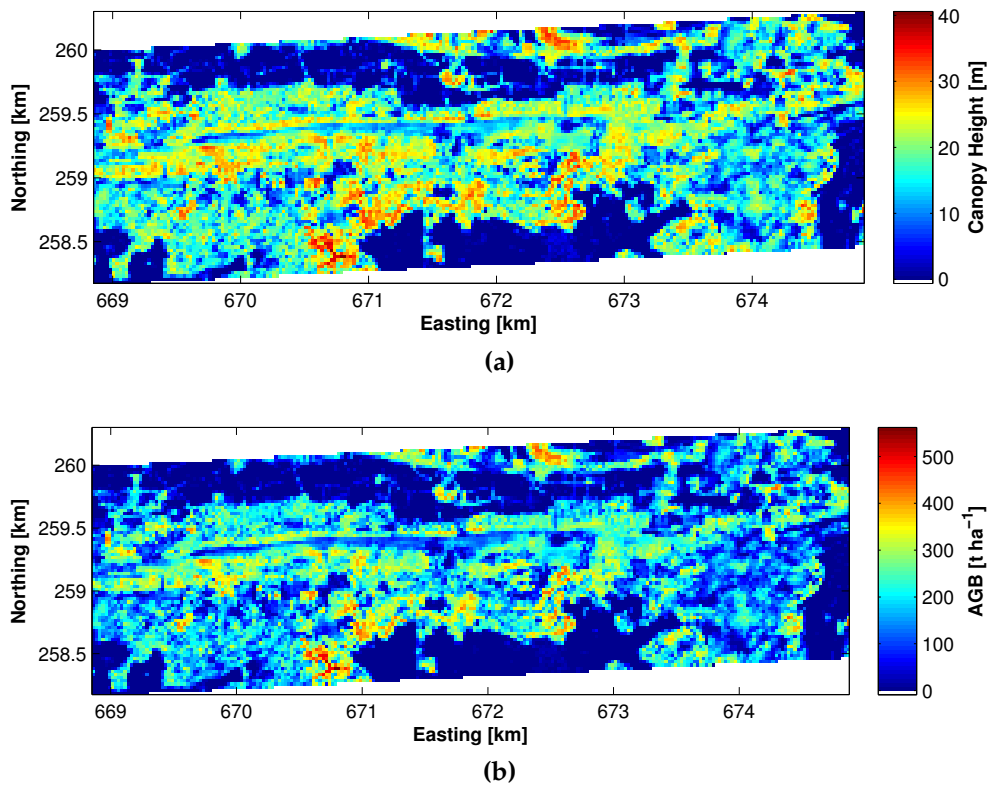 260
259.5
259
258.5
Northing [km]
669 670 671 672 673 674
Easting [km]
40
30
20
10
0
Canopy Height [m]
(a)
260
259.5
259
258.5
Northing [km]
669 670 671 672 673 674
Easting [km]
500
400
300
200
100
0
AGB [t ha⁻¹]
(b)